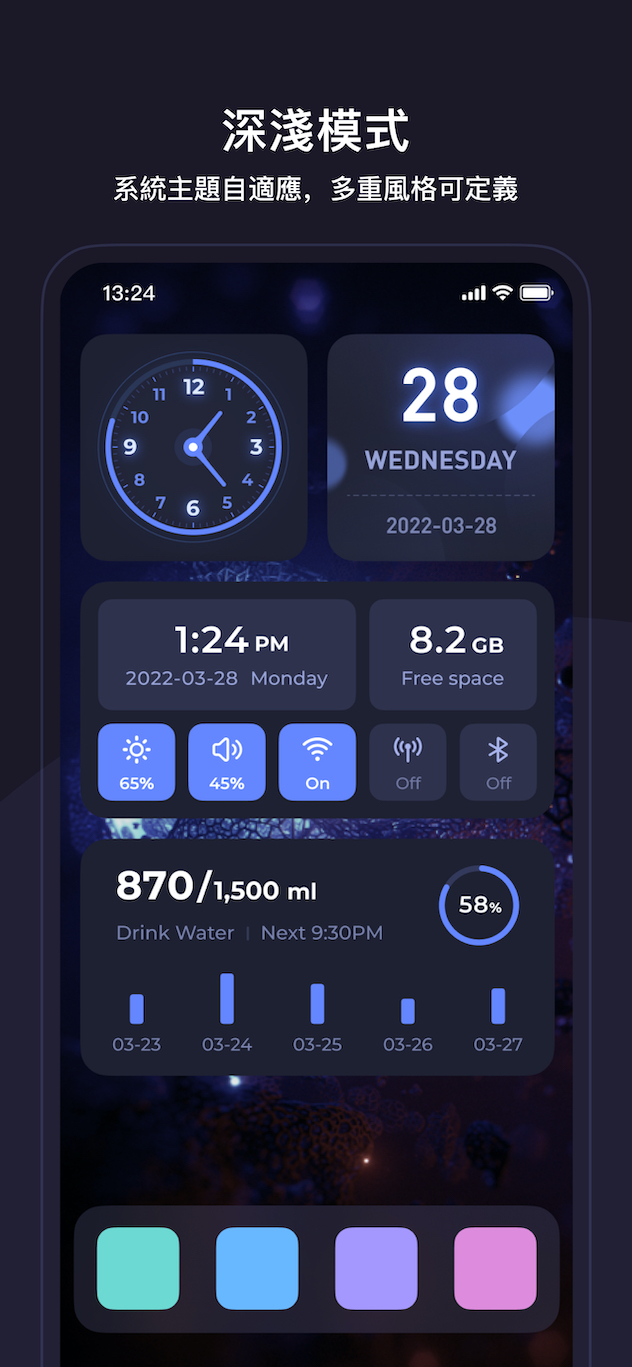 深淺模式
系統主題自適應，多重風格可定義
13:24
12
11 1
10 2
9 3
8 4
7 5
6
28
WEDNESDAY
2022-03-28
1:24 PM
2022-03-28 Monday
8.2 GB
Free space
65% 45% On Off Off
870/1,500 ml
Drink Water | Next 9:30PM
58%
03-23 03-24 03-25 03-26 03-27